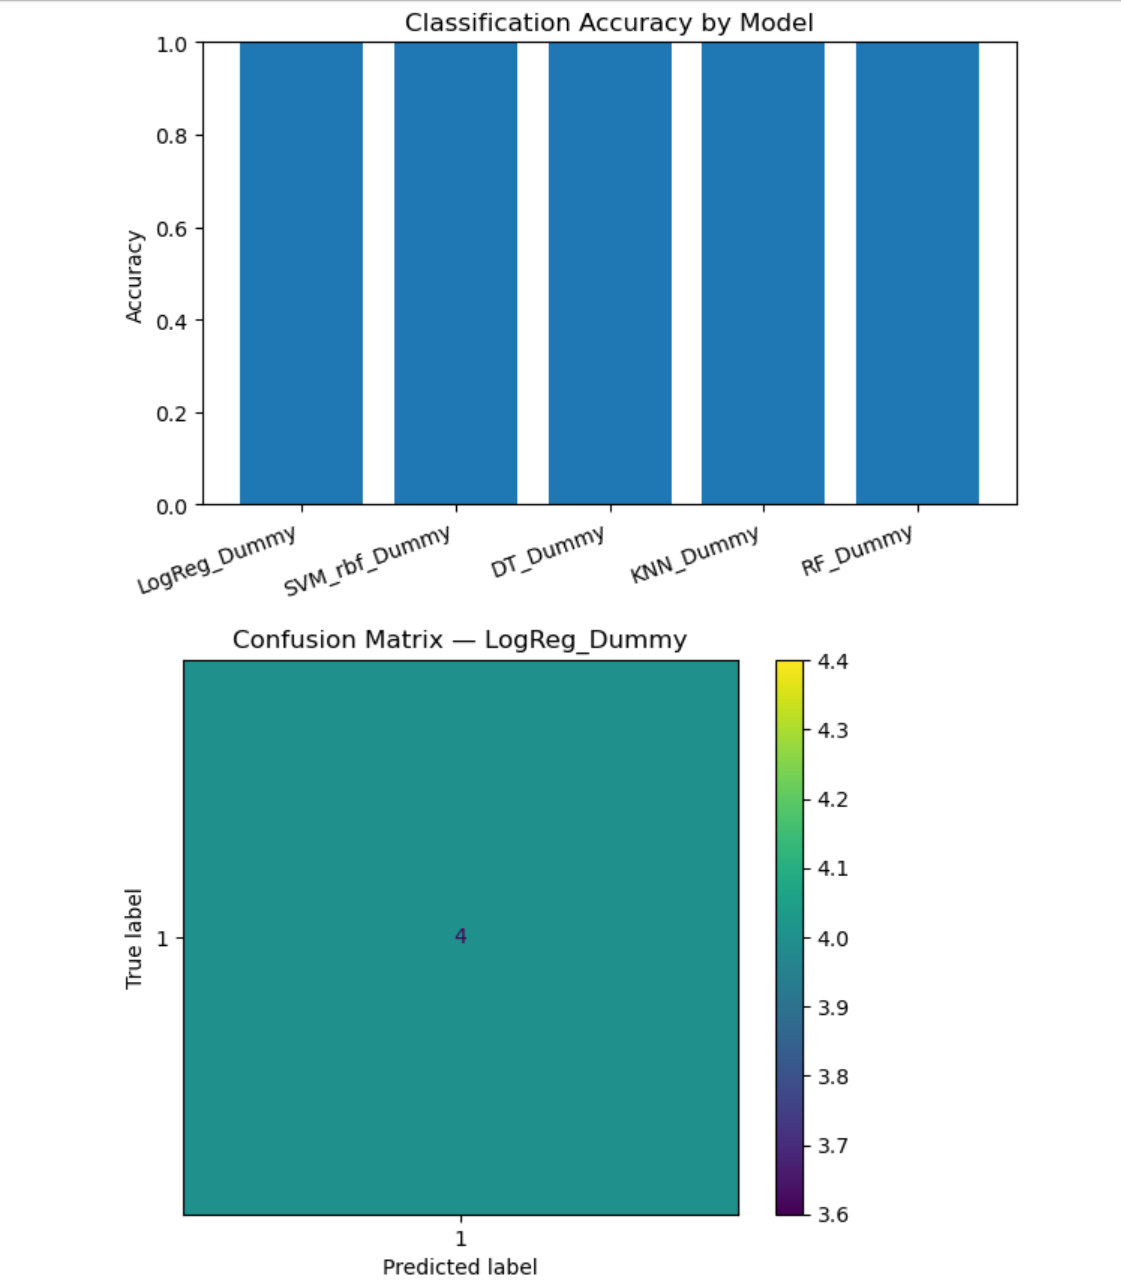 Classification Accuracy by Model
1.0
0.8
0.6
0.4
0.2
0.0
Accuracy
LogReg_Dummy
SVM_rbf_Dummy
DT_Dummy
KNN_Dummy
RF_Dummy
Confusion Matrix — LogReg_Dummy
True label
1
4
1
Predicted label
4.4
4.3
4.2
4.1
4.0
3.9
3.8
3.7
3.6